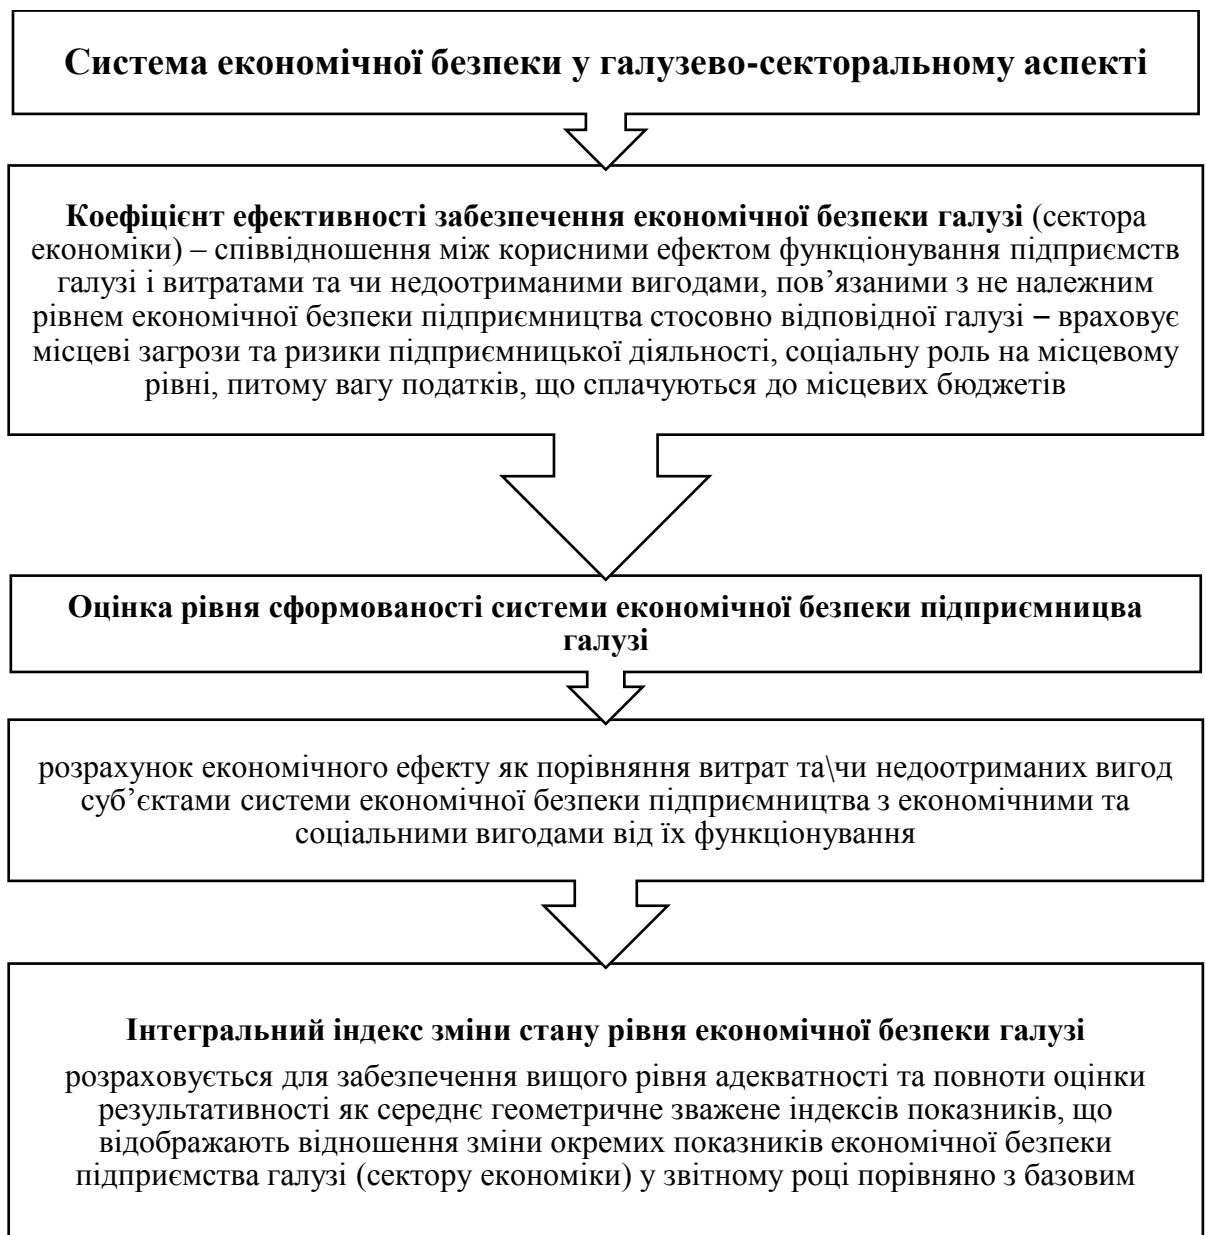 Система економічної безпеки у галузево-секторальному аспекті
Коефіцієнт ефективності забезпечення економічної безпеки галузі (сектора
економіки) – співвідношення між корисними ефектом функціонування підприємств
галузі і витратами та чи недоотриманими вигодами, пов’язаними з не належним
рівнем економічної безпеки підприємництва стосовно відповідної галузі – враховує
місцеві загрози та ризики підприємницької діяльності, соціальну роль на місцевому
рівні, питому вагу податків, що сплачуються до місцевих бюджетів
Оцінка рівня сформованості системи економічної безпеки підприємницва
галузі
розрахунок економічного ефекту як порівняння витрат та\чи недоотриманих вигод
суб’єктами системи економічної безпеки підприємництва з економічними та
соціальними вигодами від їх функціонування
Інтегральний індекс зміни стану рівня економічної безпеки галузі
розраховується для забезпечення вищого рівня адекватності та повноти оцінки
результативності як середнє геометричне зважене індексів показників, що
відображають відношення зміни окремих показників економічної безпеки
підприємства галузі (сектору економіки) у звітному році порівняно з базовим